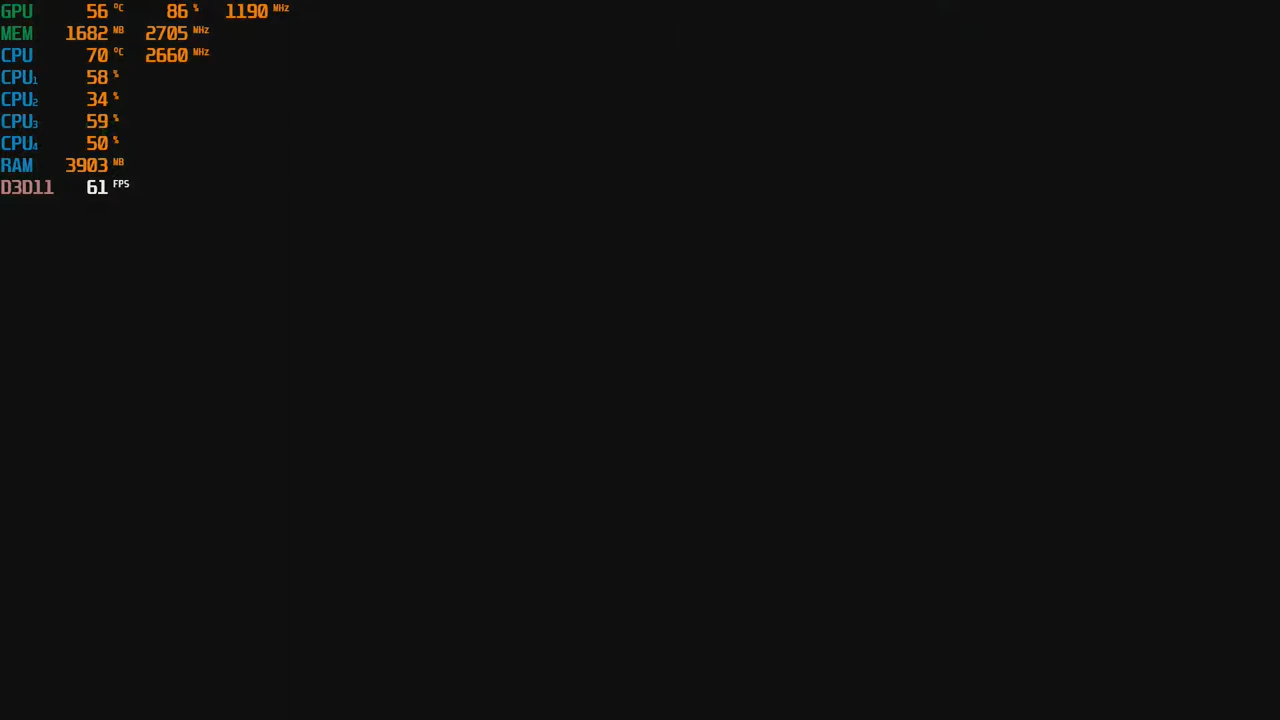 GPU 56 °C 86 % 1190 MHz
MEM 1682 MB 2705 MHz
CPU 70 °C 2660 MHz
CPU1 58 %
CPU2 34 %
CPU3 59 %
CPU4 50 %
RAM 3903 MB
D3D11 61 FPS